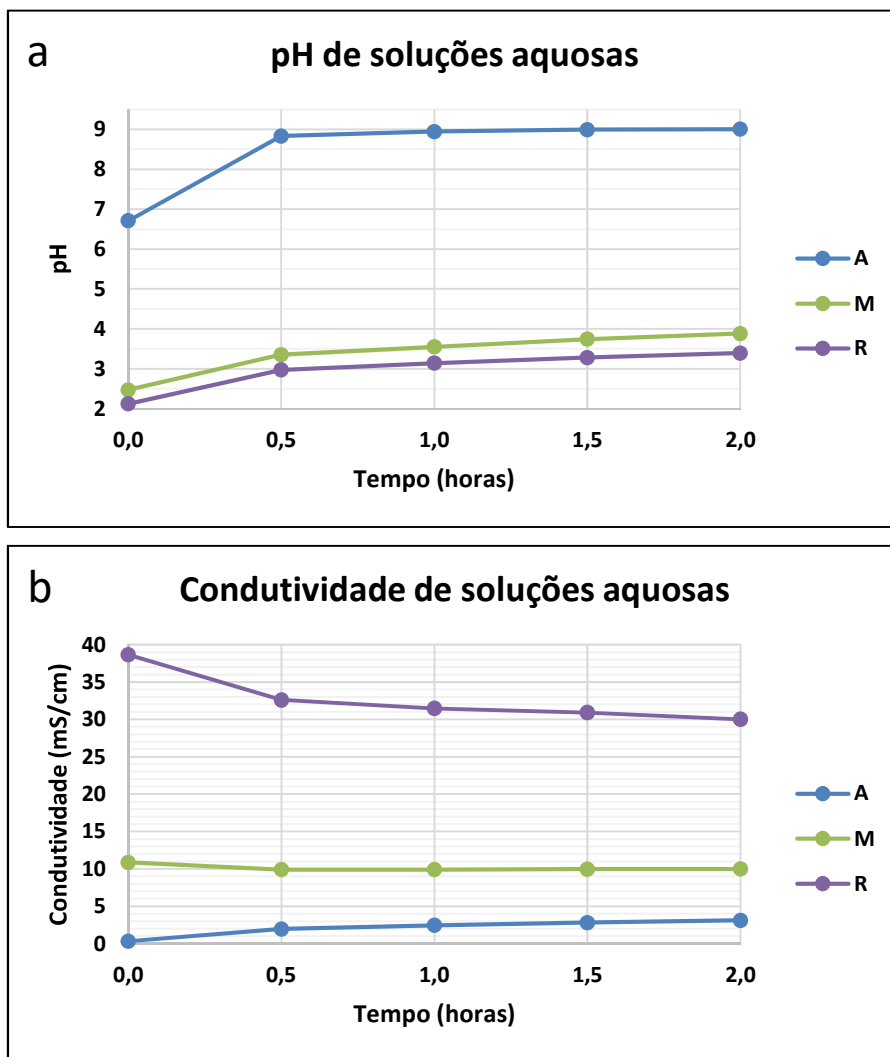 a
pH de soluções aquosas
pH
9
8
7
6
5
4
3
2
0,0 0,5 1,0 1,5 2,0
Tempo (horas)
A
M
R
b
Condutividade de soluções aquosas
Condutividade (mS/cm)
40
35
30
25
20
15
10
5
0
0,0 0,5 1,0 1,5 2,0
Tempo (horas)
A
M
R